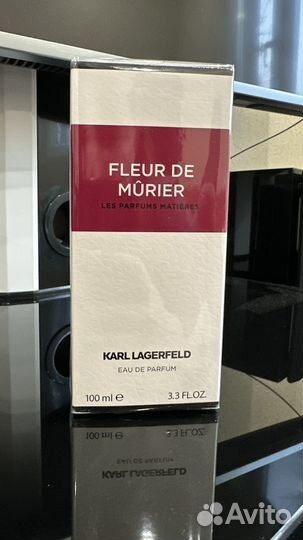 FLEUR DE
MÛRIER
LES PARFUMS MATIÈRES
KARL LAGERFELD
EAU DE PARFUM
100 ml ℮ 3.3 FL.OZ.
Avito